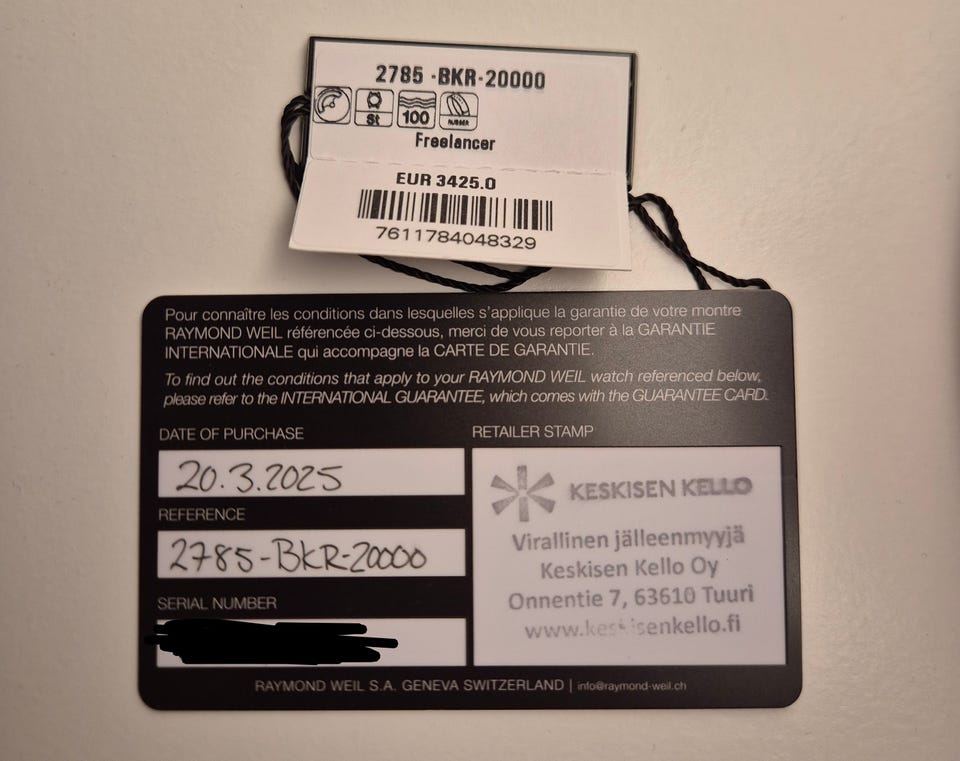 2785 -BKR-20000
St
100
RUBBER
Freelancer
EUR 3425.0
7611784048329
Pour connaître les conditions dans lesquelles s'applique la garantie de votre montre
RAYMOND WEIL référencée ci-dessous, merci de vous reporter à la GARANTIE
INTERNATIONALE qui accompagne la CARTE DE GARANTIE.
To find out the conditions that apply to your RAYMOND WEIL watch referenced below,
please refer to the INTERNATIONAL GUARANTEE, which comes with the GUARANTEE CARD.
DATE OF PURCHASE
20.3.2025
REFERENCE
2785-BKR-20000
SERIAL NUMBER
RETAILER STAMP
KESKISEN KELLO
Virallinen jälleenmyyjä
Keskisen Kello Oy
Onnentie 7, 63610 Tuuri
www.keskisenkello.fi
RAYMOND WEIL S.A. GENEVA SWITZERLAND | info@raymond-weil.ch